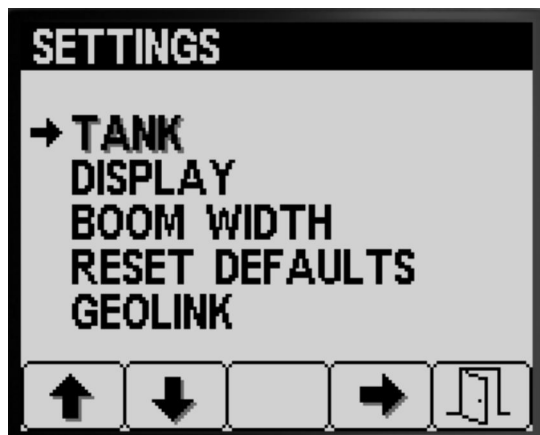 SETTINGS
TANK
DISPLAY
BOOM WIDTH
RESET DEFAULTS
GEOLINK